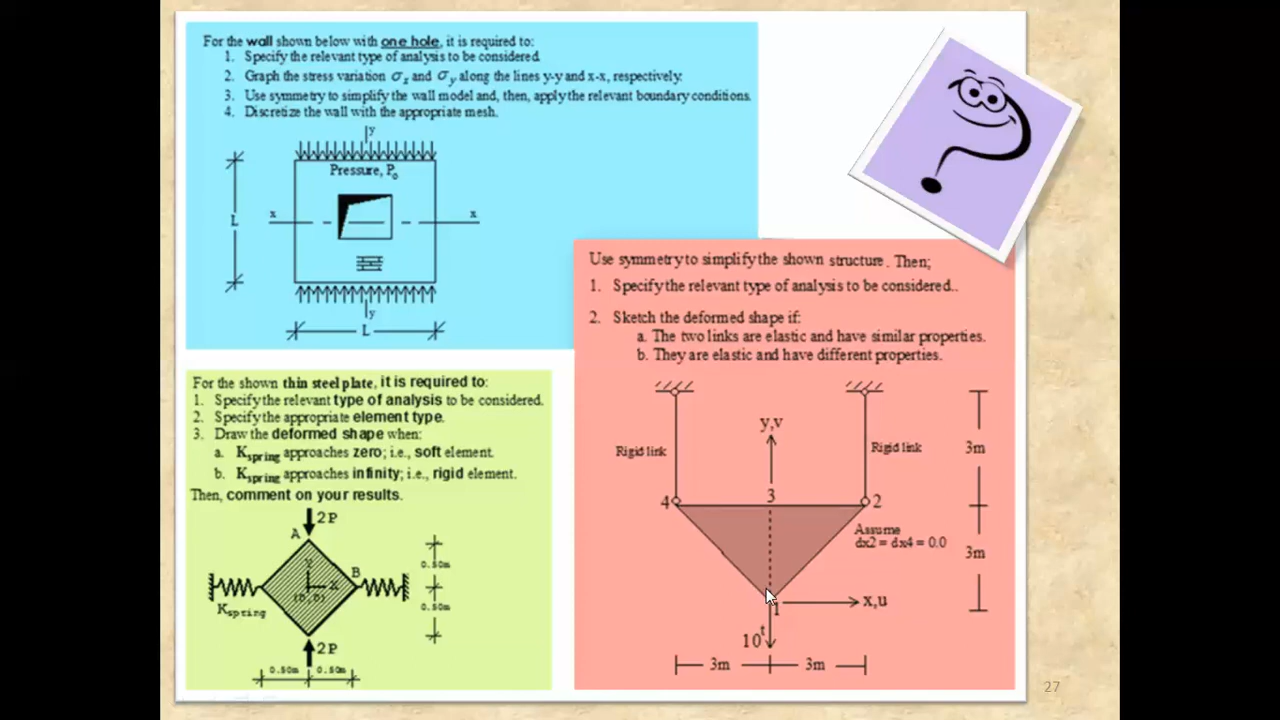 For the wall shown below with one hole, it is required to:
1. Specify the relevant type of analysis to be considered.
2. Graph the stress variation σx and σy along the lines y-y and x-x, respectively.
3. Use symmetry to simplify the wall model and, then, apply the relevant boundary conditions.
4. Discretize the wall with the appropriate mesh.
y
Pressure, P₀
x
x
L
y
L
Use symmetry to simplify the shown structure. Then;
1. Specify the relevant type of analysis to be considered..
2. Sketch the deformed shape if:
a. The two links are elastic and have similar properties.
b. They are elastic and have different properties.
y,v
Rigid link
Rigid link
3m
4
3
2
Assume
dx2 = dx4 = 0.0
3m
1
x,u
10t
3m
3m
For the shown thin steel plate, it is required to:
1. Specify the relevant type of analysis to be considered.
2. Specify the appropriate element type.
3. Draw the deformed shape when:
a. Kspring approaches zero; i.e., soft element.
b. Kspring approaches infinity; i.e., rigid element.
Then, comment on your results.
2P
A
0.50m
Y
B
X
(0,0)
Kspring
0.50m
2P
0.50m
0.50m
27